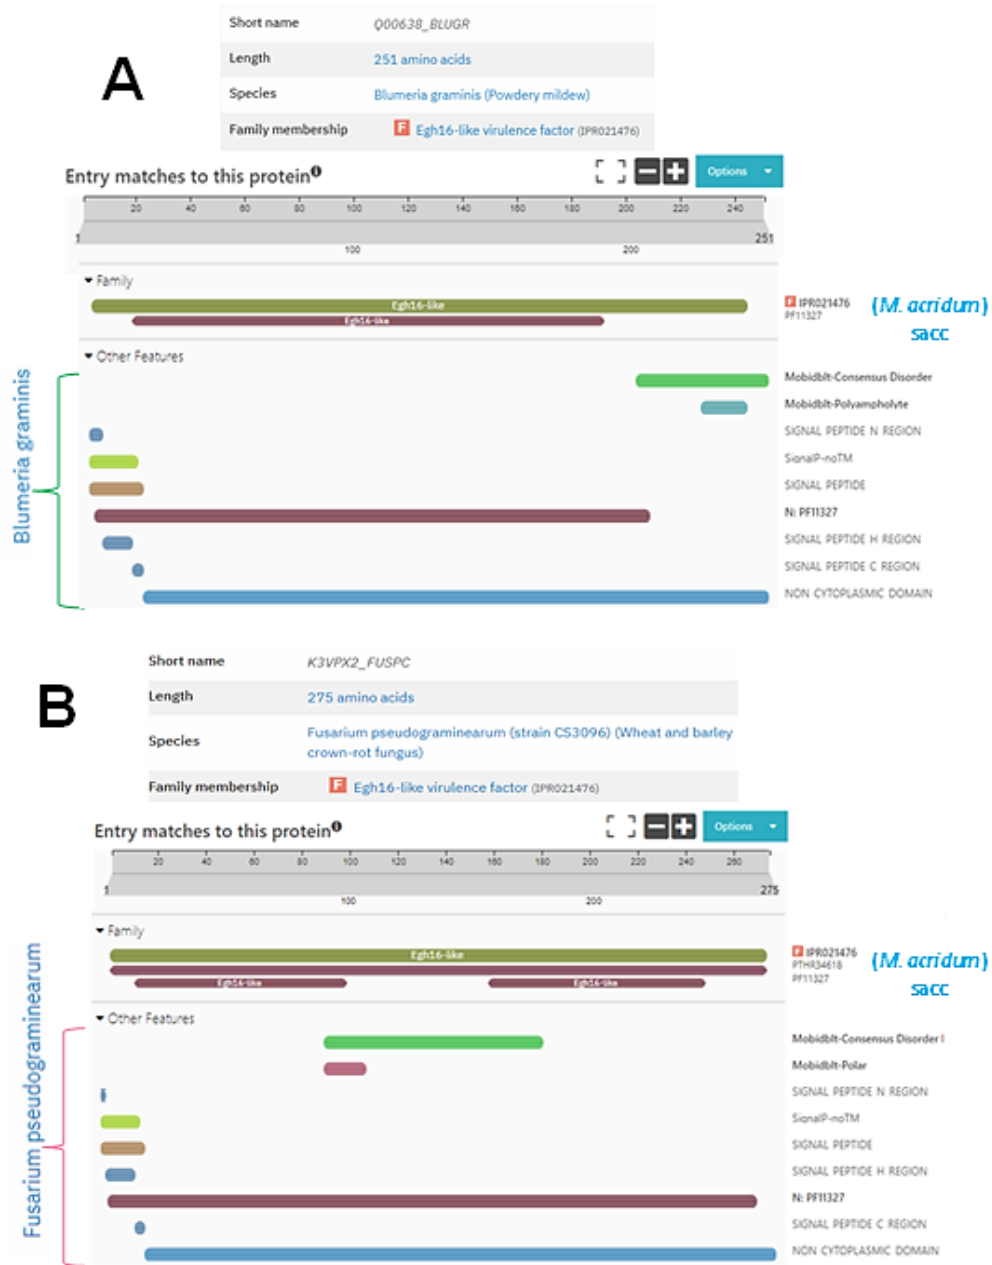 A
Short name Q00638_BLUGR
Length 251 amino acids
Species Blumeria graminis (Powdery mildew)
Family membership F Egh16-like virulence factor (IPR021476)
Entry matches to this protein
Options
20 40 60 80 100 120 140 160 180 200 220 240
1 251
100 200
Family
Egh16-like
Egh16-like
F IPR021476
PF11327
(M. acridum)
sacc
Other Features
Blumeria graminis
Mobidblt-Consensus Disorder
Mobidblt-Polyampholyte
SIGNAL PEPTIDE N REGION
SignalP-noTM
SIGNAL PEPTIDE
N: PF11327
SIGNAL PEPTIDE H REGION
SIGNAL PEPTIDE C REGION
NON CYTOPLASMIC DOMAIN
B
Short name K3VPX2_FUSPC
Length 275 amino acids
Species Fusarium pseudograminearum (strain CS3096) (Wheat and barley
crown-rot fungus)
Family membership F Egh16-like virulence factor (IPR021476)
Entry matches to this protein
Options
20 40 60 80 100 120 140 160 180 200 220 240 260
1 275
100 200
Family
Egh16-like
Egh16-like Egh16-like
F IPR021476
PTHR34618
PF11327
(M. acridum)
sacc
Other Features
Fusarium pseudograminearum
Mobidblt-Consensus Disorder
Mobidblt-Polar
SIGNAL PEPTIDE N REGION
SignalP-noTM
SIGNAL PEPTIDE
SIGNAL PEPTIDE H REGION
N: PF11327
SIGNAL PEPTIDE C REGION
NON CYTOPLASMIC DOMAIN